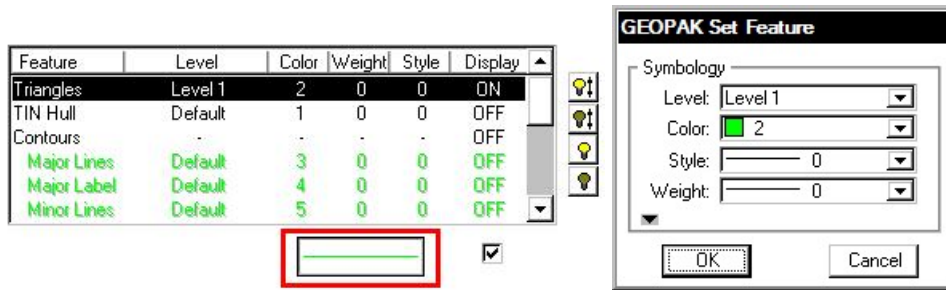 Feature Level Color Weight Style Display
Triangles Level 1 2 0 0 ON
TIN Hull Default 1 0 0 OFF
Contours - - - - OFF
Major Lines Default 3 0 0 OFF
Major Label Default 4 0 0 OFF
Minor Lines Default 5 0 0 OFF
GEOPAK Set Feature
Symbology
Level: Level 1
Color: 2
Style: 0
Weight: 0
OK Cancel